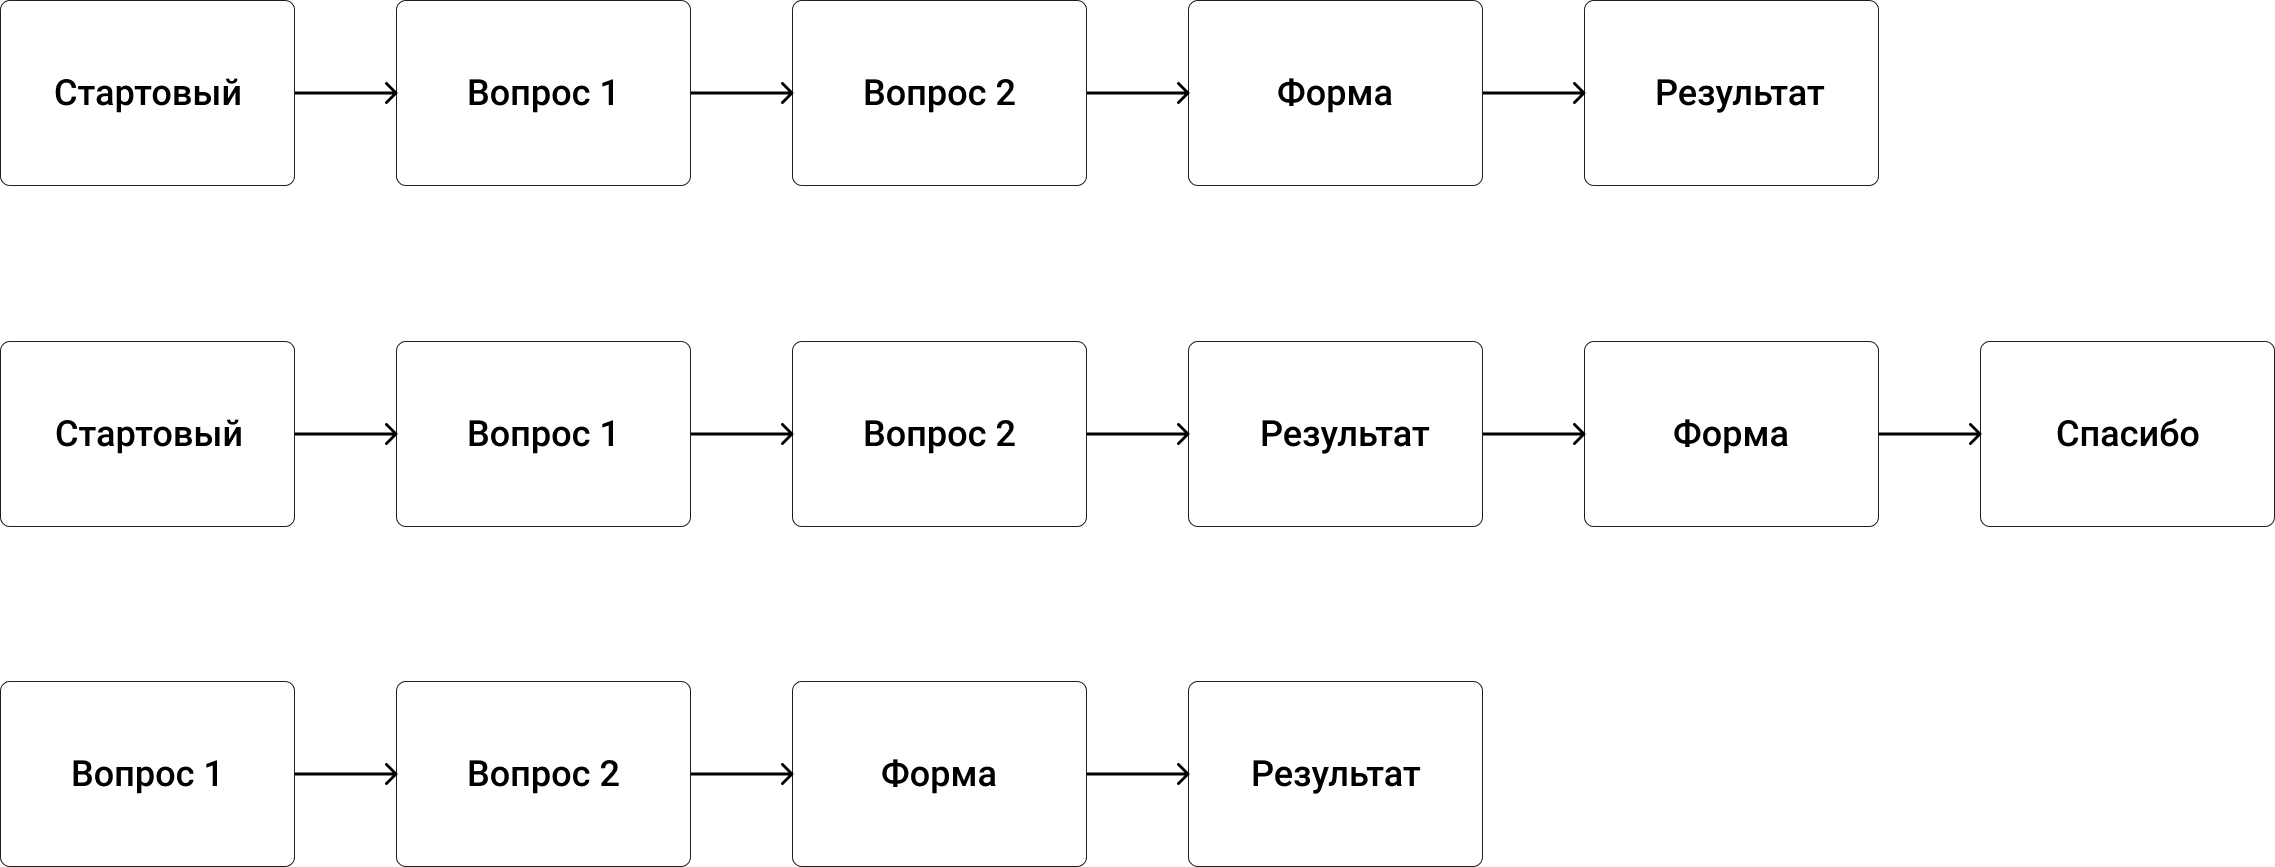 Стартовый
Вопрос 1
Вопрос 2
Форма
Результат
Стартовый
Вопрос 1
Вопрос 2
Результат
Форма
Спасибо
Вопрос 1
Вопрос 2
Форма
Результат